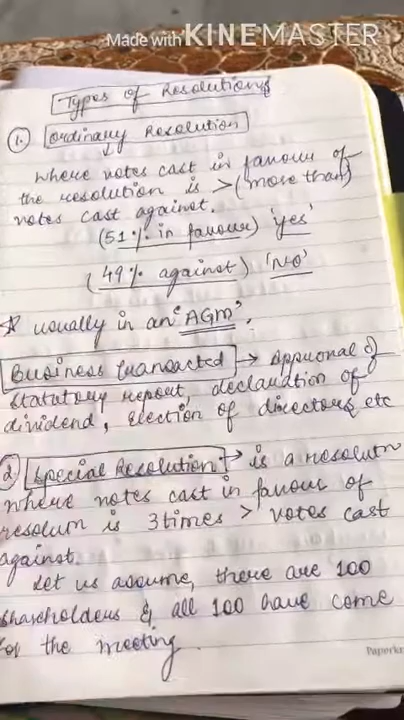 Made with KINEMASTER
Types of Resolutions
1. Ordinary Resolution
where votes cast in favour of
the resolution is > (more than)
votes cast against.
(51% in favour) 'yes'
(49% against) 'No'
☆ usually in an 'AGM'.
Business transacted → Approval of
statutory report, declaration of
dividend, election of directors etc
2) Special Resolution → is a resolutn
where votes cast in favour of
resolun is 3 times > votes cast
against.
Let us assume, there are 100
shareholders & all 100 have come
for the meeting.